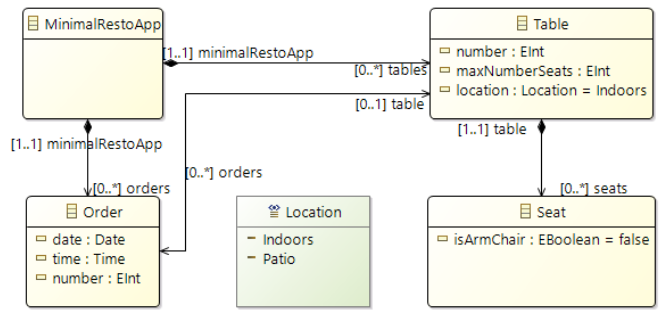 MinimalRestoApp
Table
number : EInt
maxNumberSeats : EInt
location : Location = Indoors
[1..1] minimalRestoApp
[0..*] tables
[0..1] table
[1..1] table
[1..1] minimalRestoApp
[0..*] orders
[0..*] orders
[0..*] seats
Order
date : Date
time : Time
number : EInt
Location
Indoors
Patio
Seat
isArmChair : EBoolean = false